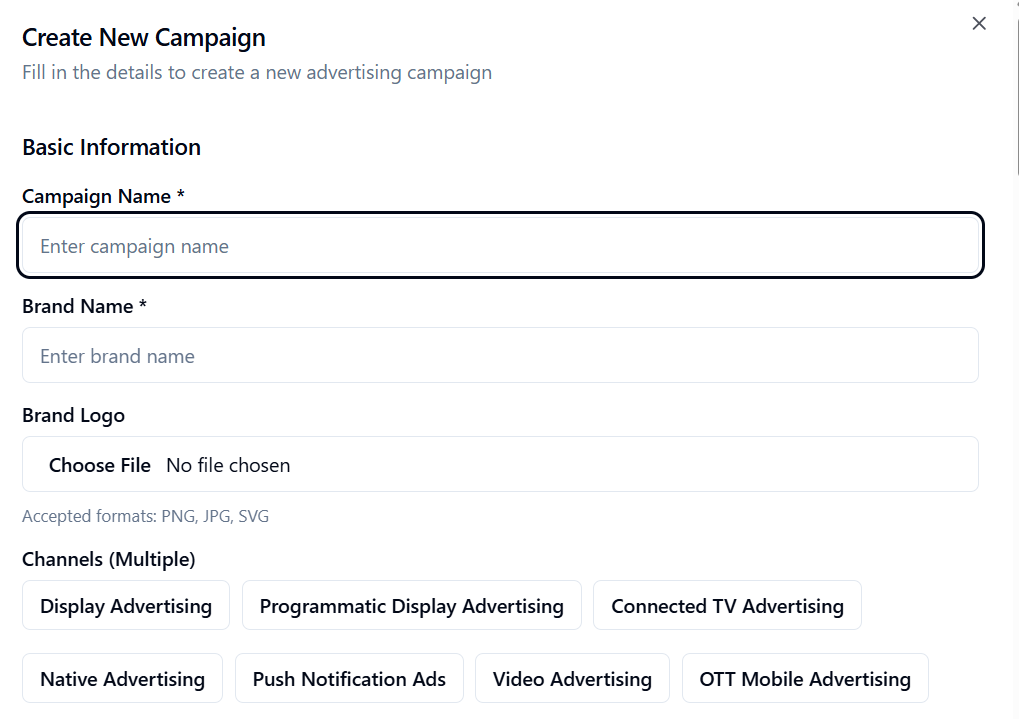 Create New Campaign
Fill in the details to create a new advertising campaign
Basic Information
Campaign Name *
Enter campaign name
Brand Name *
Enter brand name
Brand Logo
Choose File No file chosen
Accepted formats: PNG, JPG, SVG
Channels (Multiple)
Display Advertising Programmatic Display Advertising Connected TV Advertising
Native Advertising Push Notification Ads Video Advertising OTT Mobile Advertising